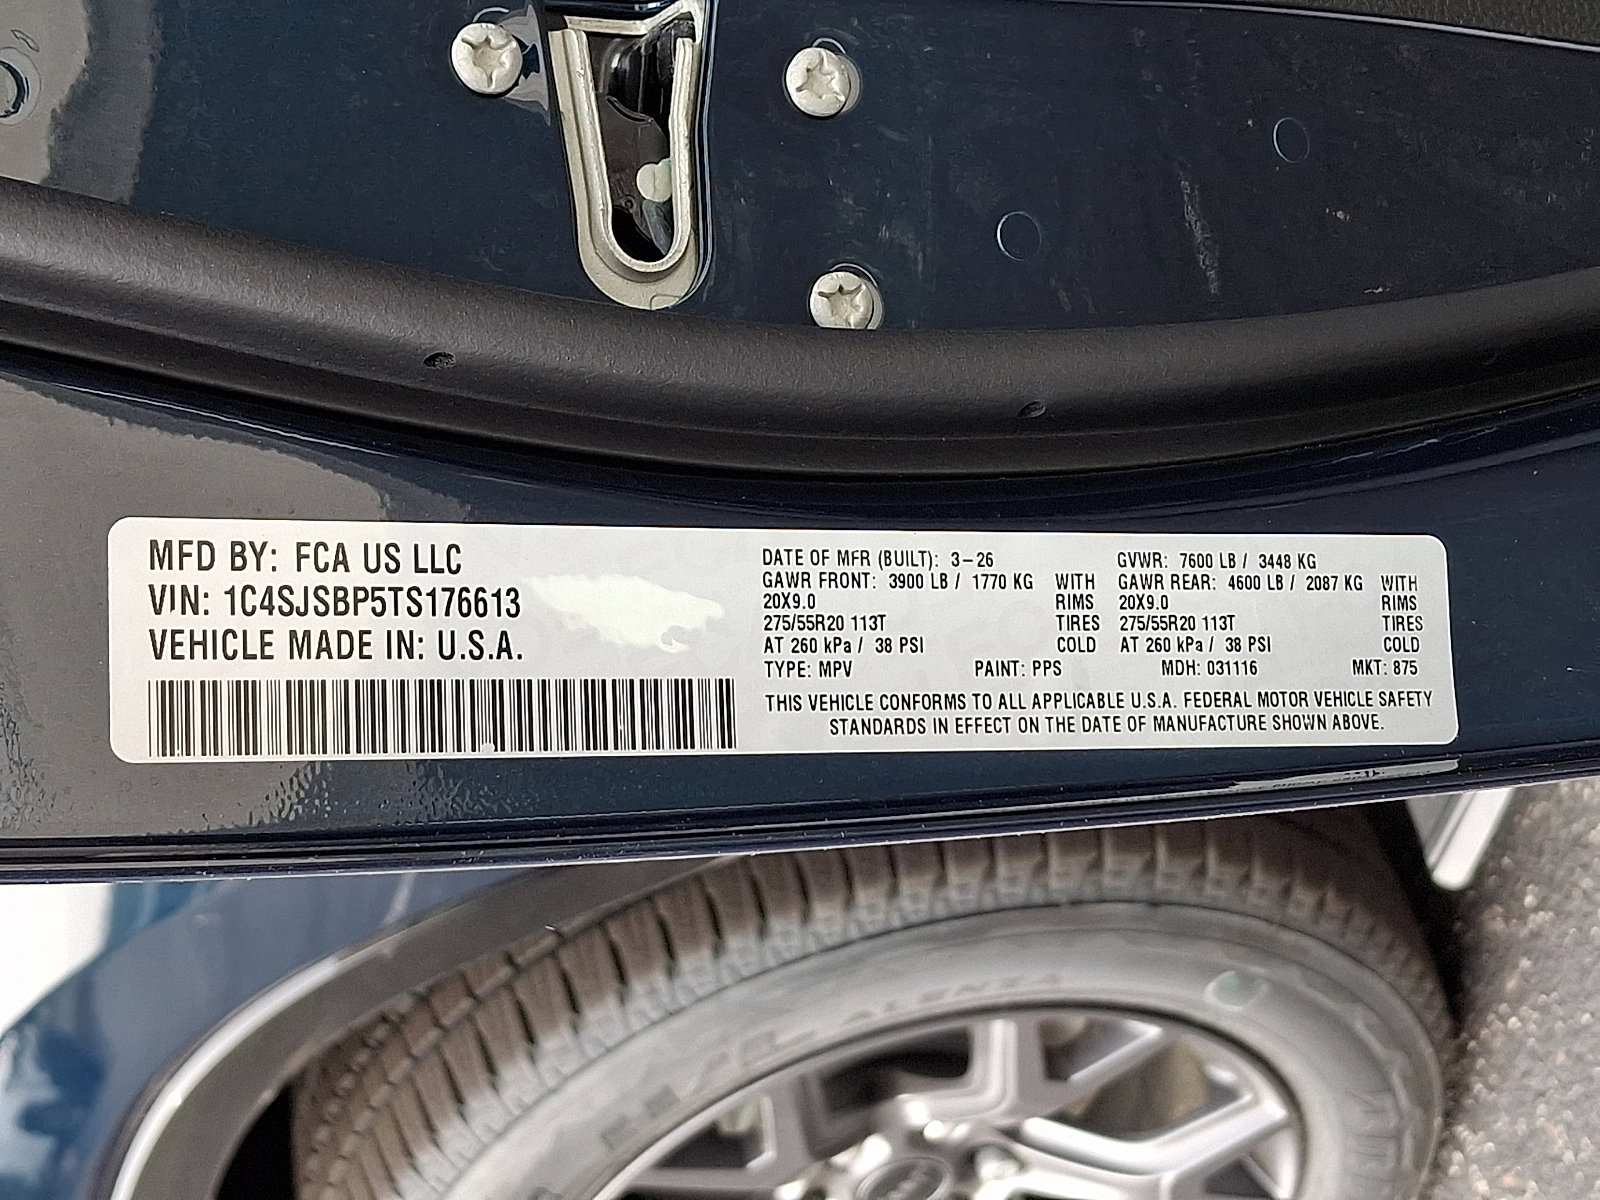 MFD BY: FCA US LLC
VIN: 1C4SJSBP5TS176613
VEHICLE MADE IN: U.S.A.
DATE OF MFR (BUILT): 3-26 GVWR: 7600 LB / 3448 KG
GAWR FRONT: 3900 LB / 1770 KG WITH GAWR REAR: 4600 LB / 2087 KG WITH
20X9.0 RIMS 20X9.0 RIMS
275/55R20 113T TIRES 275/55R20 113T TIRES
AT 260 kPa / 38 PSI COLD AT 260 kPa / 38 PSI COLD
TYPE: MPV PAINT: PPS MDH: 031116 MKT: 875
THIS VEHICLE CONFORMS TO ALL APPLICABLE U.S.A. FEDERAL MOTOR VEHICLE SAFETY
STANDARDS IN EFFECT ON THE DATE OF MANUFACTURE SHOWN ABOVE.
ALENZA